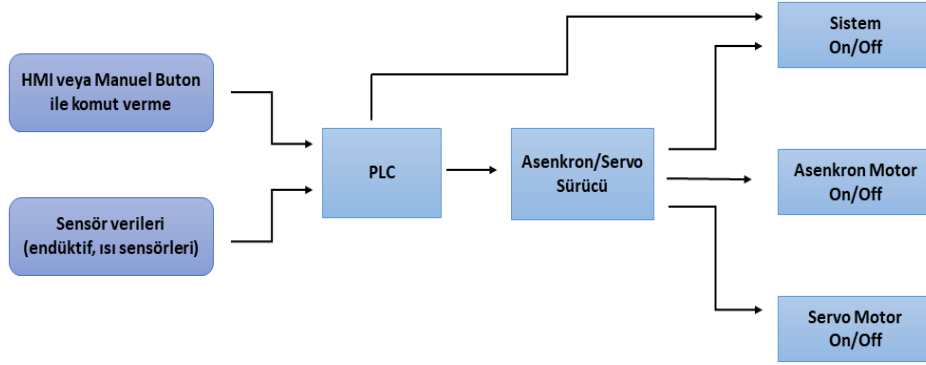 HMI veya Manuel Buton
ile komut verme
Sensör verileri
(endüktif, ısı sensörleri)
PLC
Asenkron/Servo
Sürücü
Sistem
On/Off
Asenkron Motor
On/Off
Servo Motor
On/Off